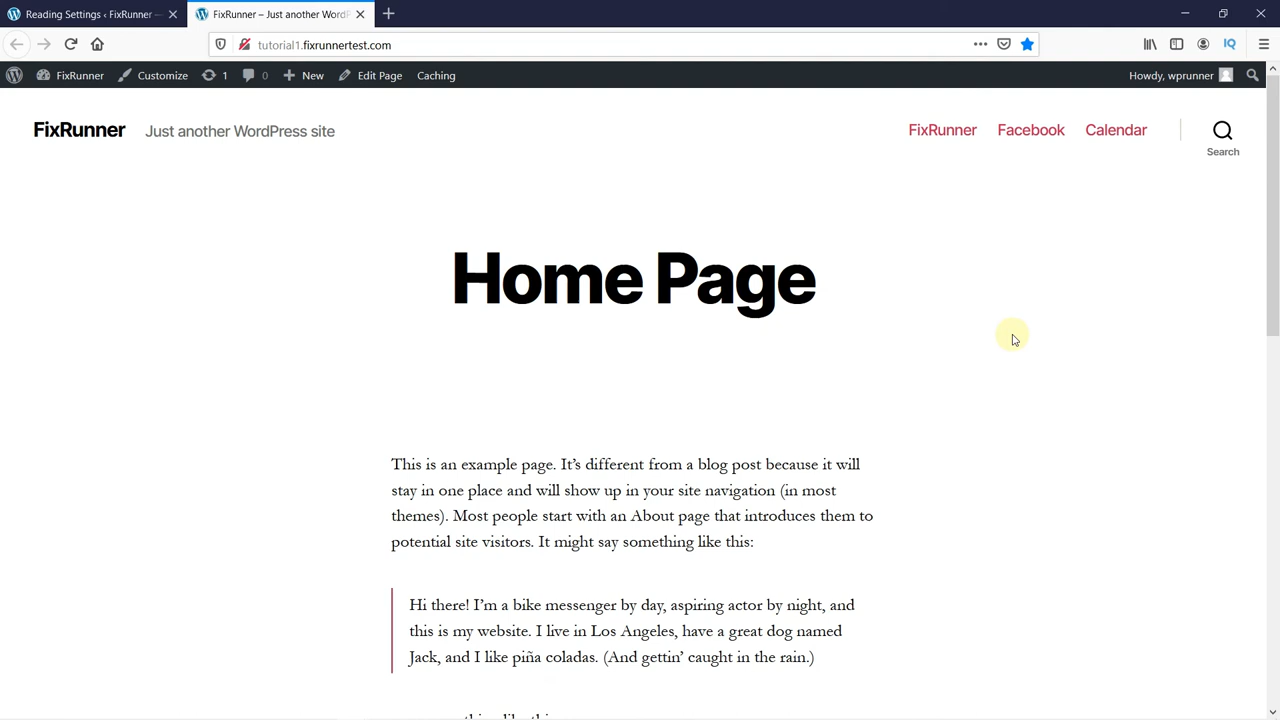 Reading Settings ‹ FixRunner —
FixRunner – Just another WordP
tutorial1.fixrunnertest.com
IQ
FixRunner
Customize
1
0
New
Edit Page
Caching
Howdy, wprunner
FixRunner
Just another WordPress site
FixRunner
Facebook
Calendar
Search
Home Page
This is an example page. It’s different from a blog post because it will
stay in one place and will show up in your site navigation (in most
themes). Most people start with an About page that introduces them to
potential site visitors. It might say something like this:
Hi there! I’m a bike messenger by day, aspiring actor by night, and
this is my website. I live in Los Angeles, have a great dog named
Jack, and I like piña coladas. (And gettin’ caught in the rain.)